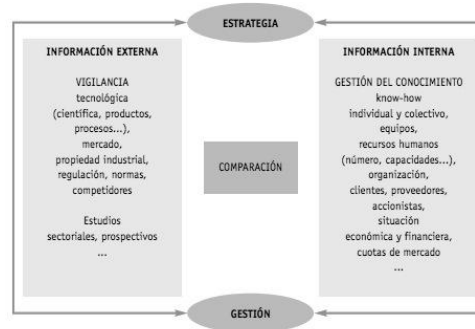 ESTRATEGIA
INFORMACIÓN EXTERNA
VIGILANCIA
tecnológica
(científica, productos,
procesos...),
mercado,
propiedad industrial,
regulación, normas,
competidores
Estudios
sectoriales, prospectivos
...
COMPARACIÓN
INFORMACIÓN INTERNA
GESTIÓN DEL CONOCIMIENTO
know-how
individual y colectivo,
equipos,
recursos humanos
(número, capacidades...),
organización,
clientes, proveedores,
accionistas,
situación
económica y financiera,
cuotas de mercado
...
GESTIÓN